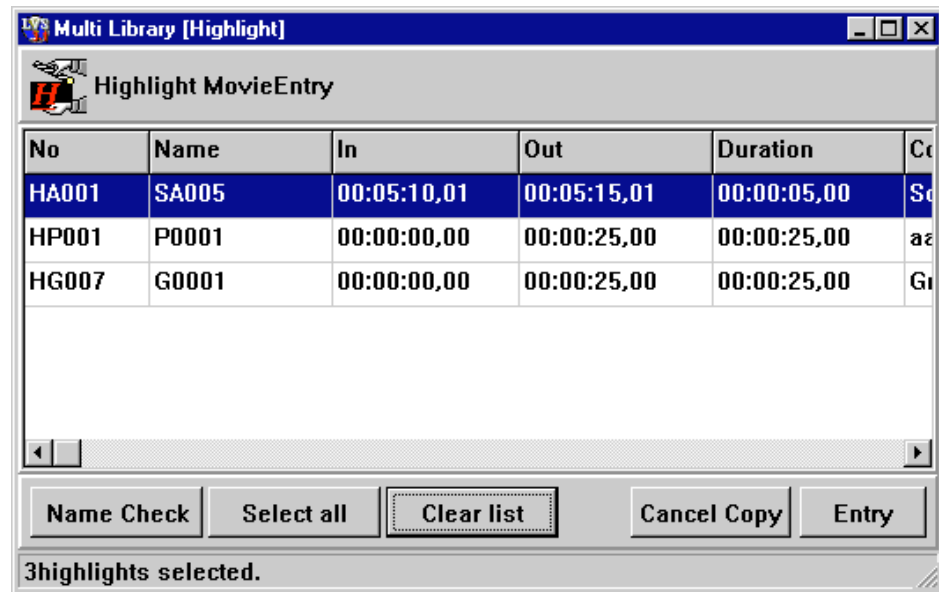 LVS Multi Library [Highlight]
H Highlight MovieEntry
No Name In Out Duration
HA001 SA005 00:05:10,01 00:05:15,01 00:00:05,00
HP001 P0001 00:00:00,00 00:00:25,00 00:00:25,00 aa
HG007 G0001 00:00:00,00 00:00:25,00 00:00:25,00
Name Check Select all Clear list Cancel Copy Entry
3highlights selected.